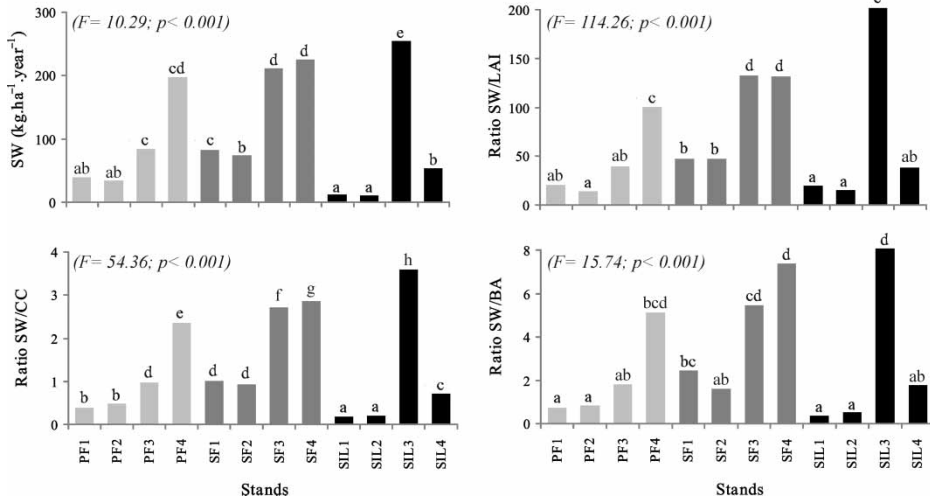 (F= 10.29; p< 0.001)
SW (kg.ha⁻¹.year⁻¹)
300
200
100
0
ab ab c cd c b d d a a e b
(F= 114.26; p< 0.001)
Ratio SW/LAI
200
150
100
50
0
ab a ab c b b d d a a e ab
(F= 54.36; p< 0.001)
Ratio SW/CC
4
3
2
1
0
b b d e d d f g a a h c
PF1 PF2 PF3 PF4 SF1 SF2 SF3 SF4 SIL1 SIL2 SIL3 SIL4
Stands
(F= 15.74; p< 0.001)
Ratio SW/BA
8
6
4
2
0
a a ab bcd bc ab cd d a a d ab
PF1 PF2 PF3 PF4 SF1 SF2 SF3 SF4 SIL1 SIL2 SIL3 SIL4
Stands